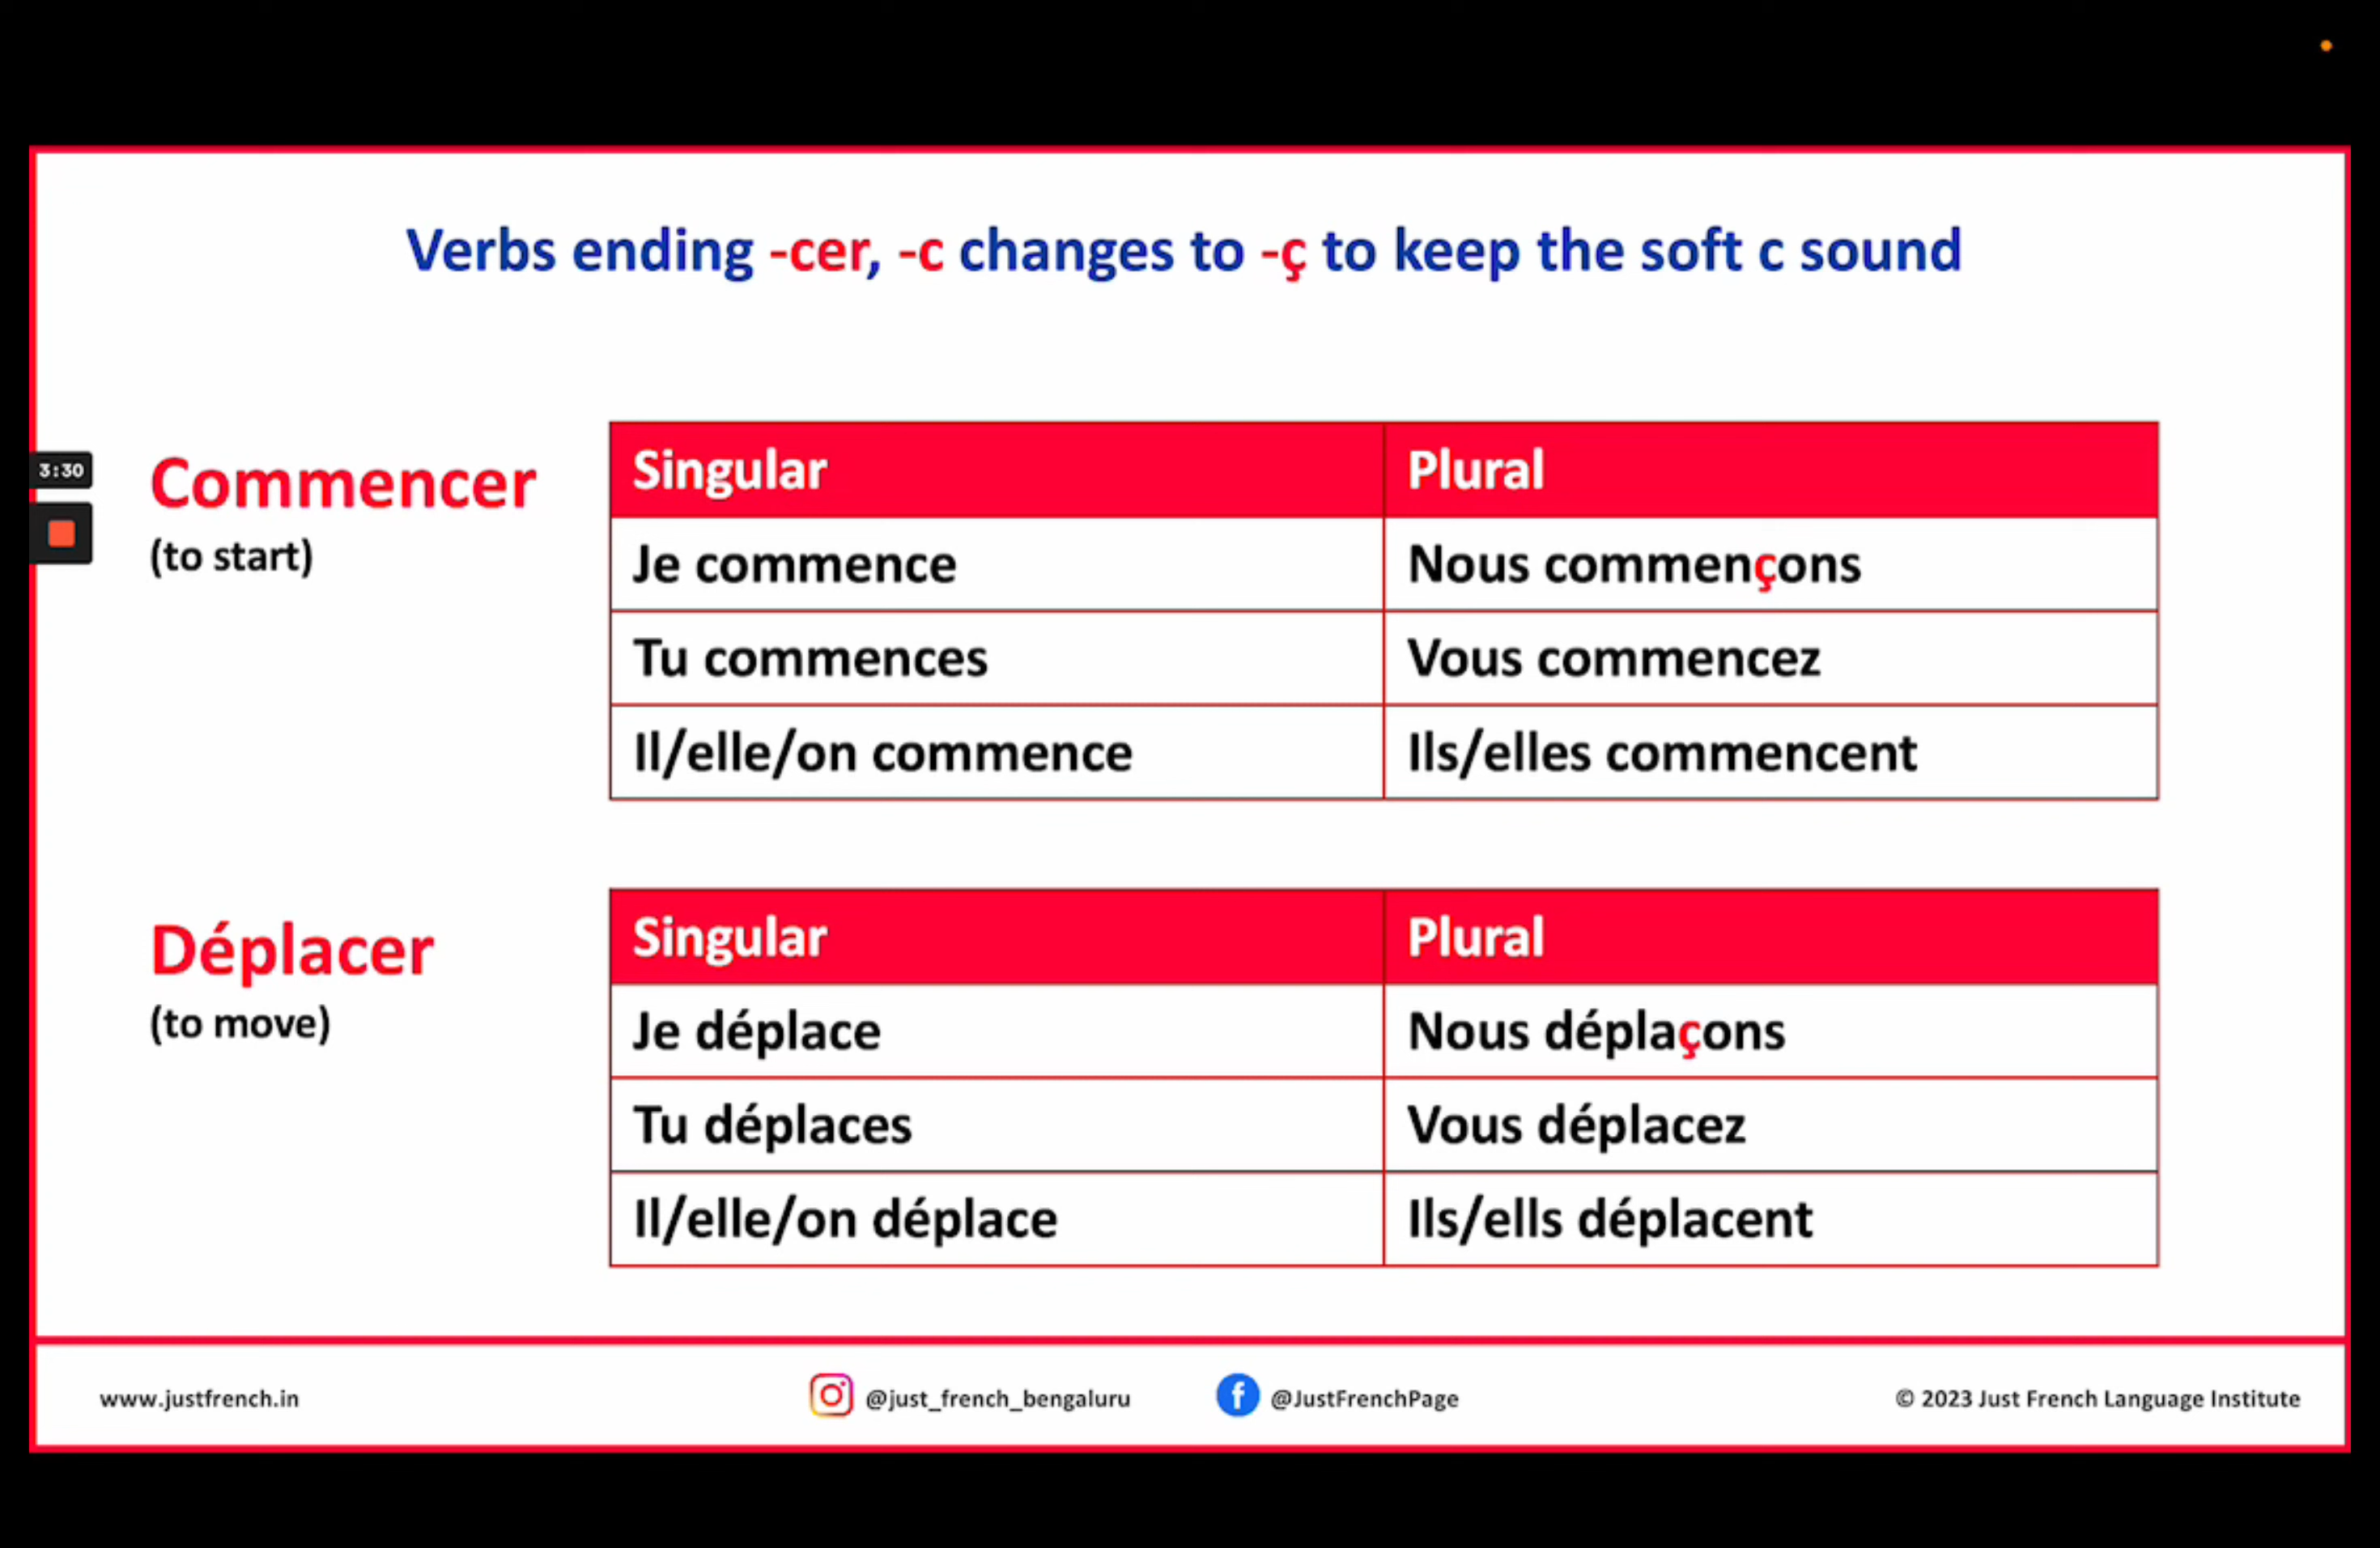 Verbs ending -cer, -c changes to -ç to keep the soft c sound
3:30
Commencer
(to start)
Singular Plural
Je commence Nous commençons
Tu commences Vous commencez
Il/elle/on commence Ils/elles commencent
Déplacer
(to move)
Singular Plural
Je déplace Nous déplaçons
Tu déplaces Vous déplacez
Il/elle/on déplace Ils/ells déplacent
www.justfrench.in @just_french_bengaluru f @JustFrenchPage © 2023 Just French Language Institute